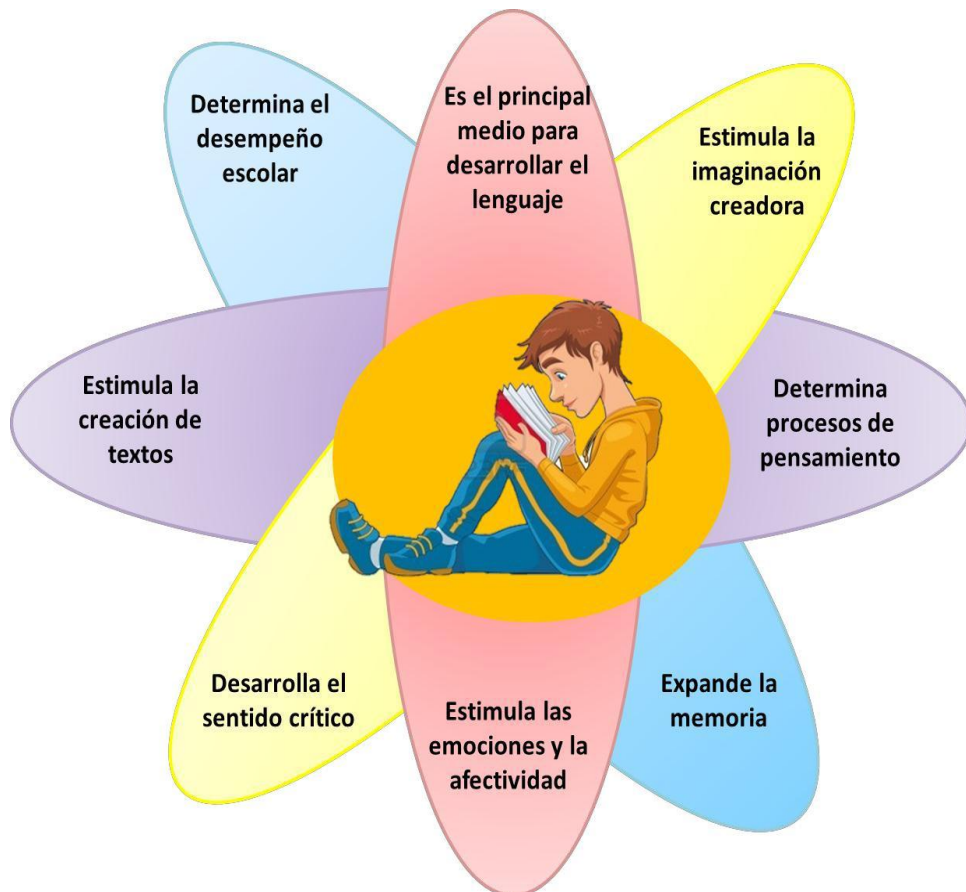 Determina el
desempeño
escolar
Es el principal
medio para
desarrollar el
lenguaje
Estimula la
imaginación
creadora
Estimula la
creación de
textos
Determina
procesos de
pensamiento
Desarrolla el
sentido crítico
Estimula las
emociones y la
afectividad
Expande la
memoria